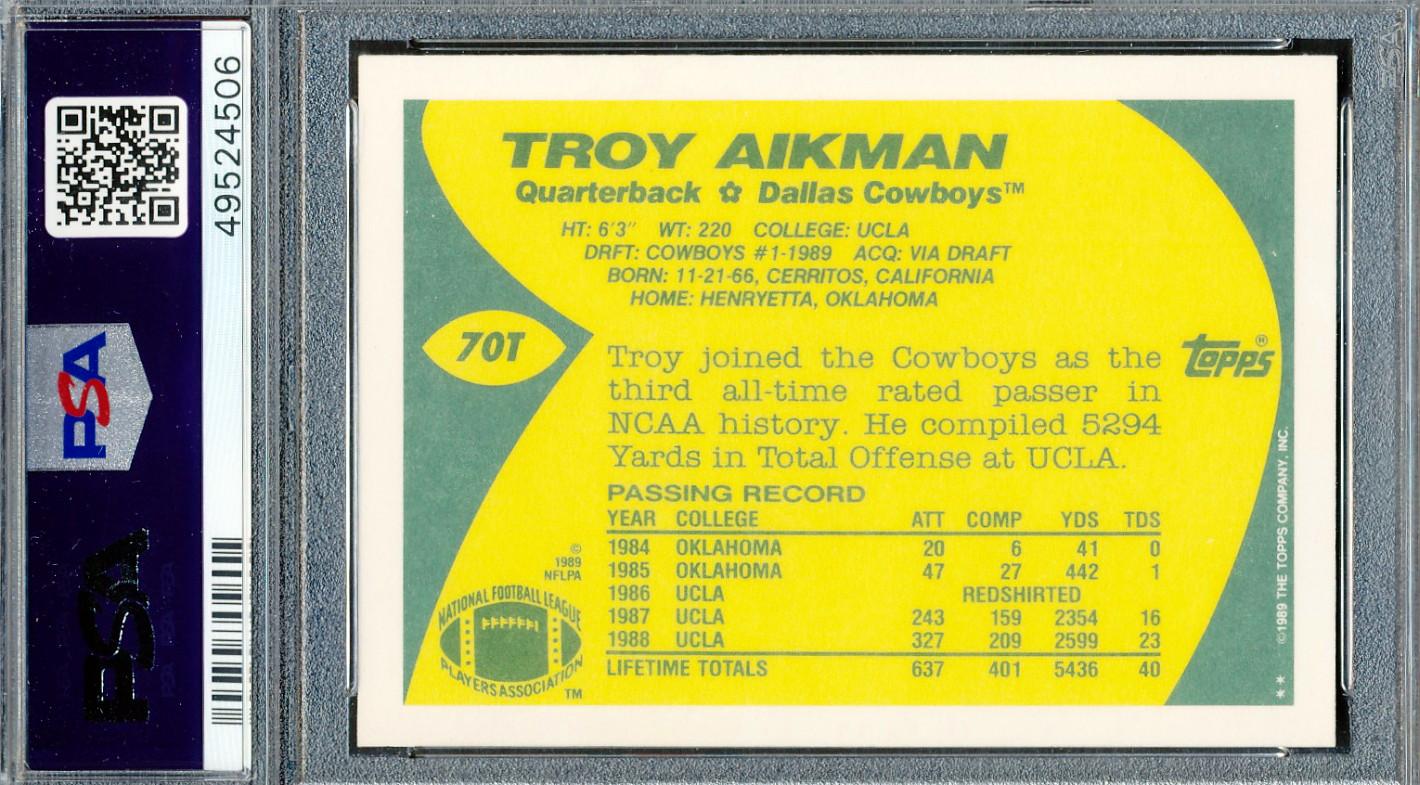 49524506
PSA
PSA
TROY AIKMAN
Quarterback ✿ Dallas Cowboys™
HT: 6'3" WT: 220 COLLEGE: UCLA
DRFT: COWBOYS #1-1989 ACQ: VIA DRAFT
BORN: 11-21-66, CERRITOS, CALIFORNIA
HOME: HENRYETTA, OKLAHOMA
70T
Troy joined the Cowboys as the
third all-time rated passer in
NCAA history. He compiled 5294
Yards in Total Offense at UCLA.
topps®
PASSING RECORD
YEAR COLLEGE ATT COMP YDS TDS
1984 OKLAHOMA 20 6 41 0
1985 OKLAHOMA 47 27 442 1
1986 UCLA REDSHIRTED
1987 UCLA 243 159 2354 16
1988 UCLA 327 209 2599 23
LIFETIME TOTALS 637 401 5436 40
©
1989
NFLPA
NATIONAL FOOTBALL LEAGUE
PLAYERS ASSOCIATION
TM
** ©1989 THE TOPPS COMPANY, INC.